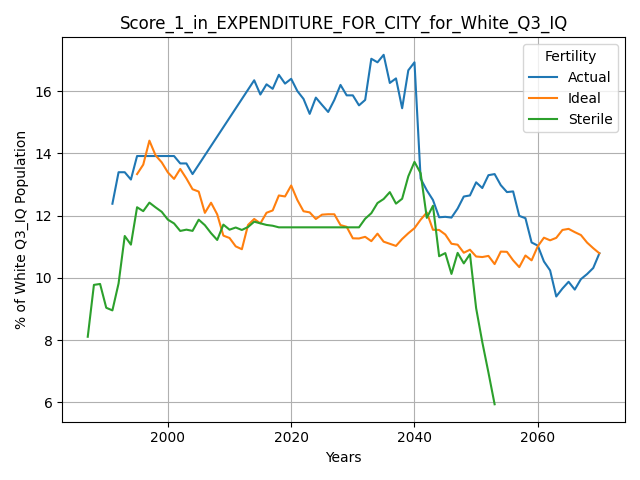 Score_1_in_EXPENDITURE_FOR_CITY_for_White_Q3_IQ
Fertility
Actual
Ideal
Sterile
% of White Q3_IQ Population
16
14
12
10
8
6
2000 2020 2040 2060
Years